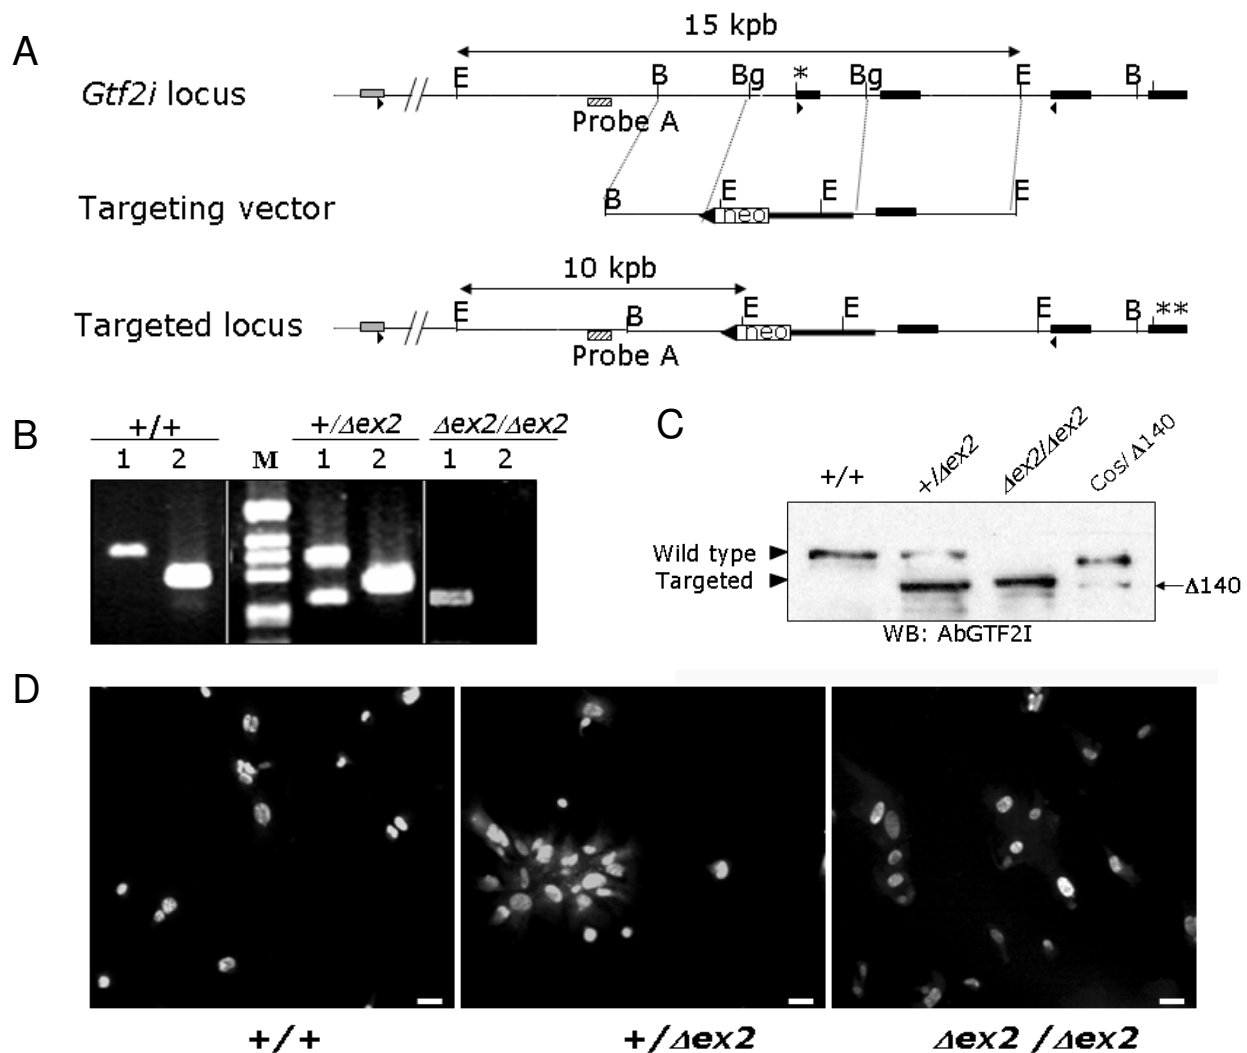 A
15 kpb
E B Bg * Bg E B
Gtf2i locus
Probe A
Targeting vector
B E E E
neo
10 kpb
E B E E E B **
Targeted locus
neo
Probe A
B
+/+ +/Δex2 Δex2/Δex2
1 2 M 1 2 1 2
C
+/+ +/Δex2 Δex2/Δex2 Cos/Δ140
Wild type
Targeted
Δ140
WB: AbGTF2I
D
+/+ +/Δex2 Δex2 /Δex2